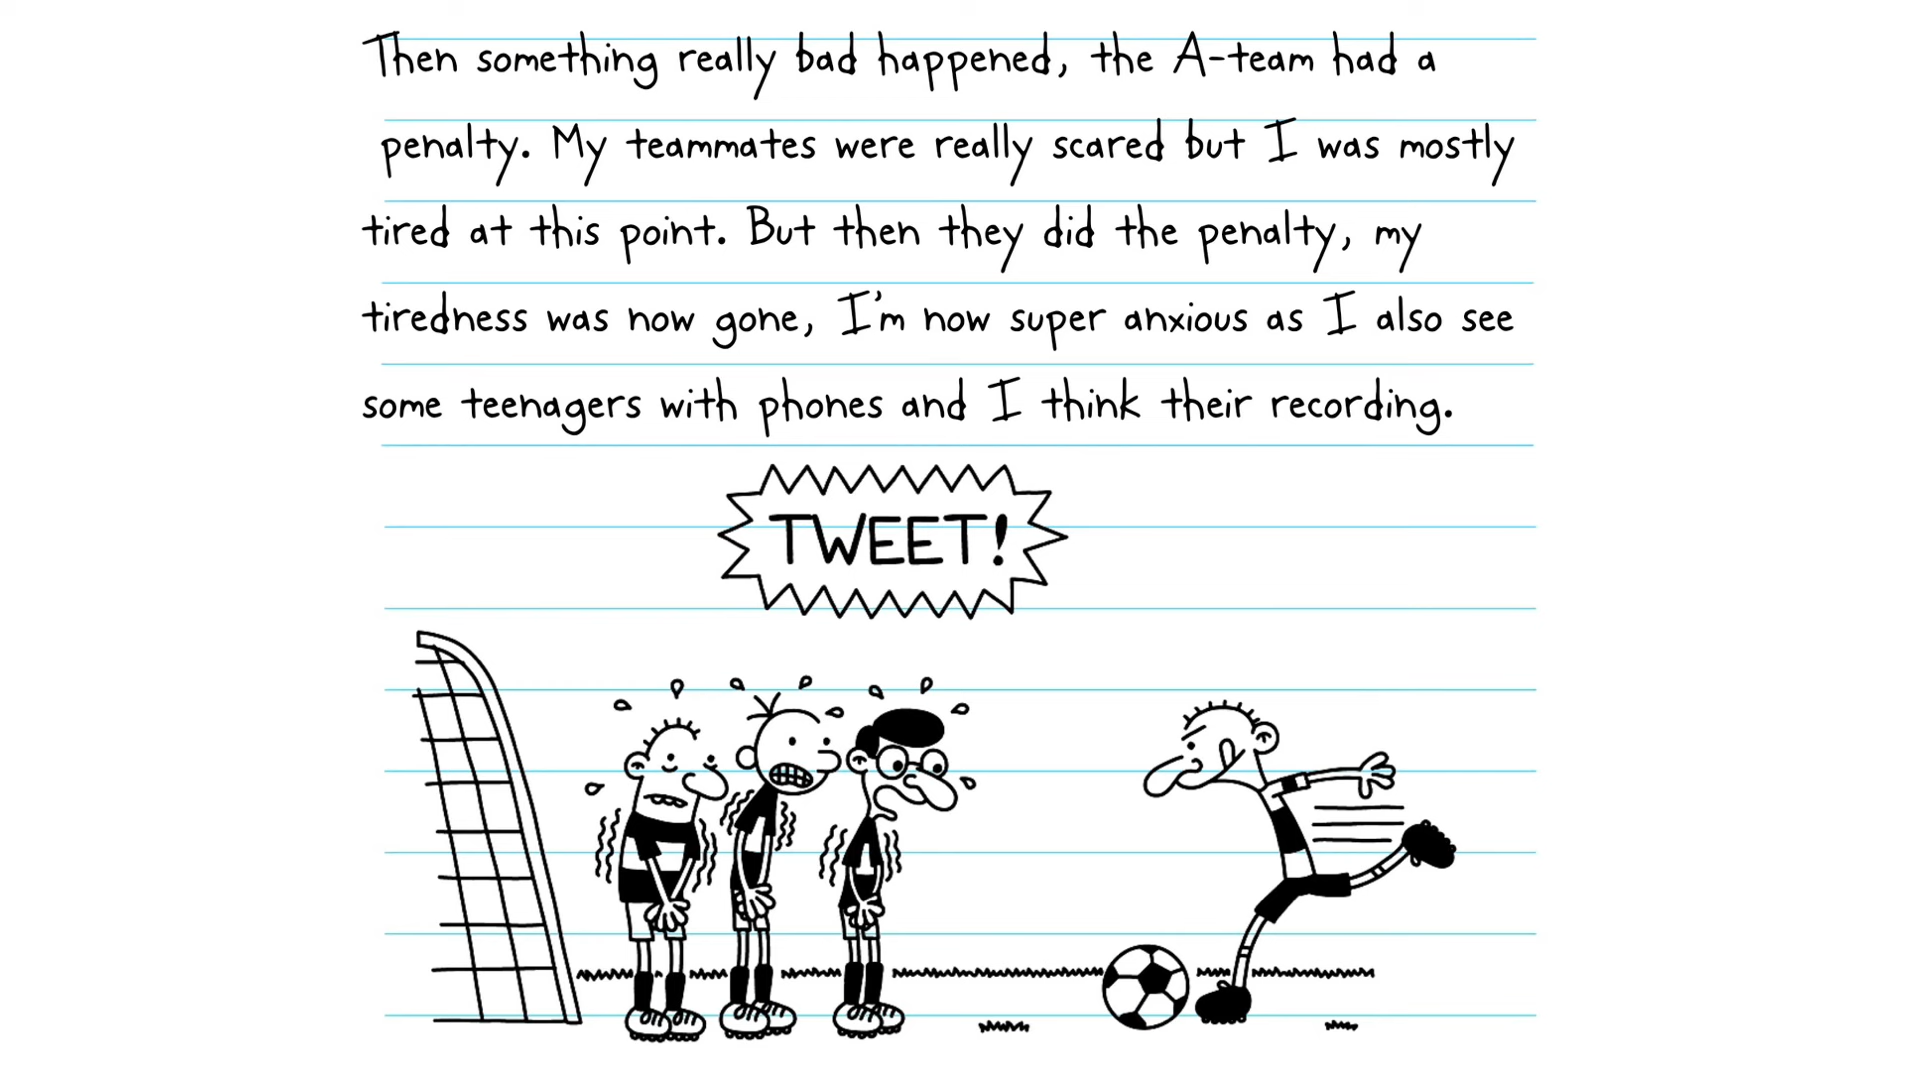 Then something really bad happened, the A-team had a
penalty. My teammates were really scared but I was mostly
tired at this point. But then they did the penalty, my
tiredness was now gone, I'm now super anxious as I also see
some teenagers with phones and I think their recording.
TWEET!